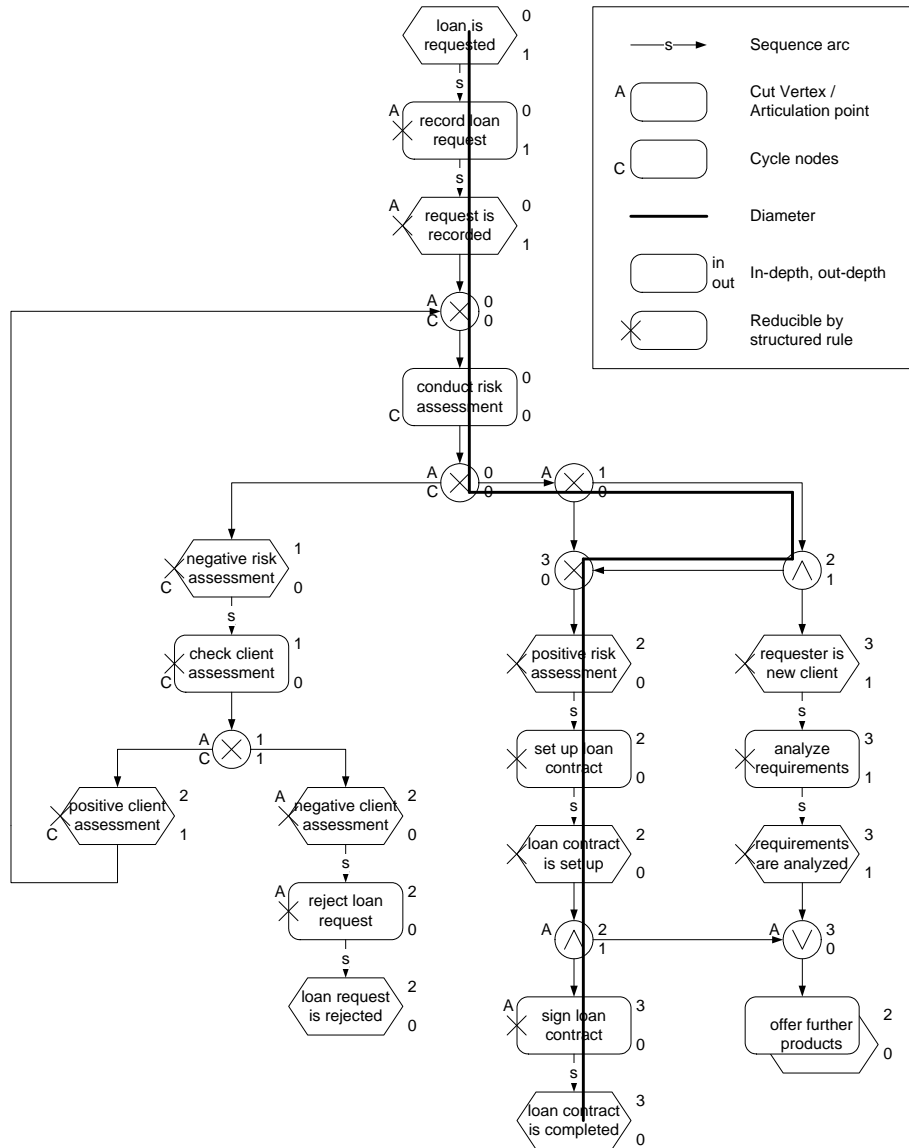 loan is
requested
0
1
s
A
record loan
request
0
1
s
A
request is
recorded
0
1
A
C
0
0
conduct risk
assessment
C
0
0
A
C
0
0
A
1
0
negative risk
assessment
C
1
0
s
check client
assessment
C
1
0
A
C
1
1
positive client
assessment
C
2
1
A
negative client
assessment
2
0
s
A
reject loan
request
2
0
s
loan request
is rejected
2
0
3
0
2
1
positive risk
assessment
2
0
s
set up loan
contract
2
0
s
loan contract
is set up
2
0
A
2
1
A
sign loan
contract
3
0
s
loan contract
is completed
3
0
requester is
new client
3
1
s
analyze
requirements
3
1
s
requirements
are analyzed
3
1
A
3
0
offer further
products
2
0
s
Sequence arc
A
Cut Vertex /
Articulation point
C
Cycle nodes
Diameter
in
out
In-depth, out-depth
Reducible by
structured rule